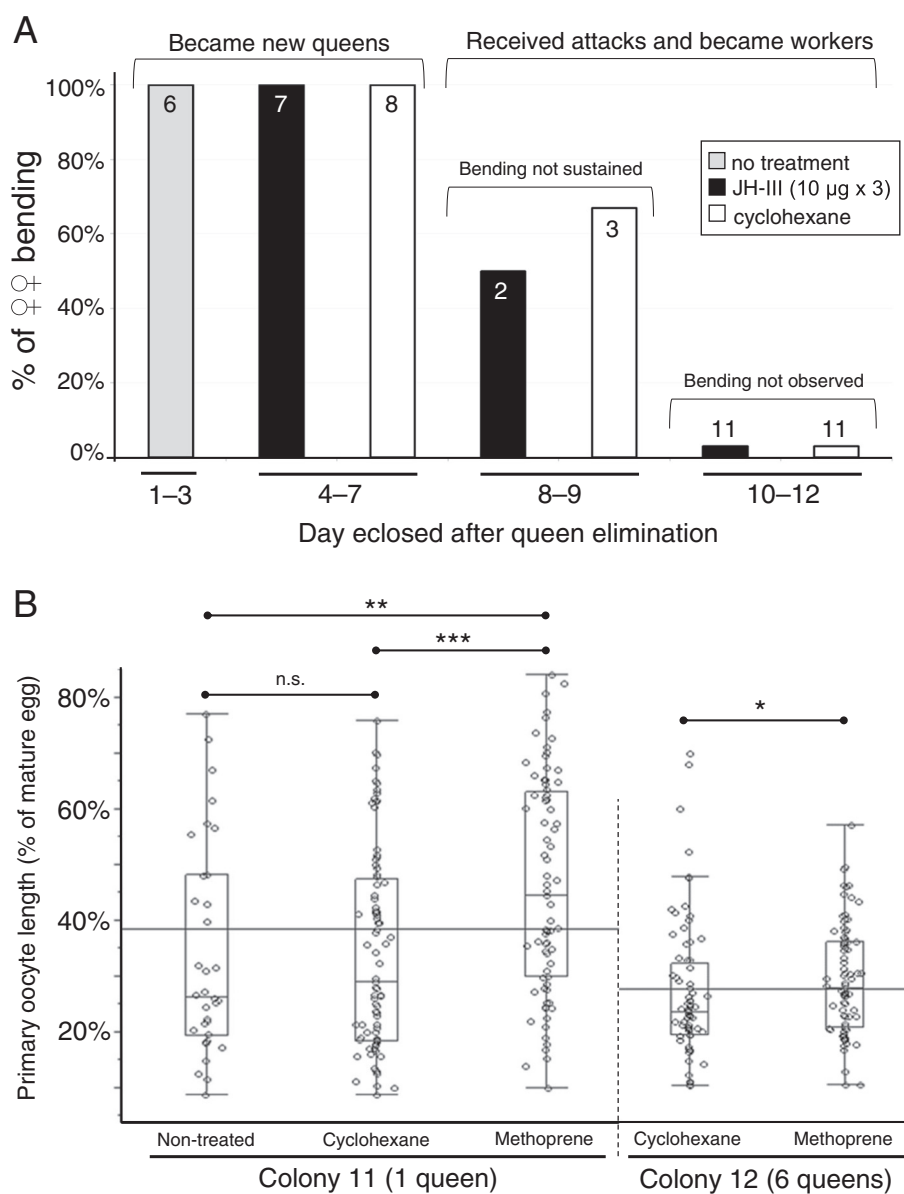 A
Became new queens
Received attacks and became workers
100%
80%
60%
40%
20%
0%
% of ♀♀ bending
6
7
8
Bending not sustained
2
3
Bending not observed
11
11
no treatment
JH-III (10 µg x 3)
cyclohexane
1–3
4–7
8–9
10–12
Day eclosed after queen elimination
B
**
***
n.s.
*
80%
60%
40%
20%
Primary oocyte length (% of mature egg)
Non-treated
Cyclohexane
Methoprene
Cyclohexane
Methoprene
Colony 11 (1 queen)
Colony 12 (6 queens)